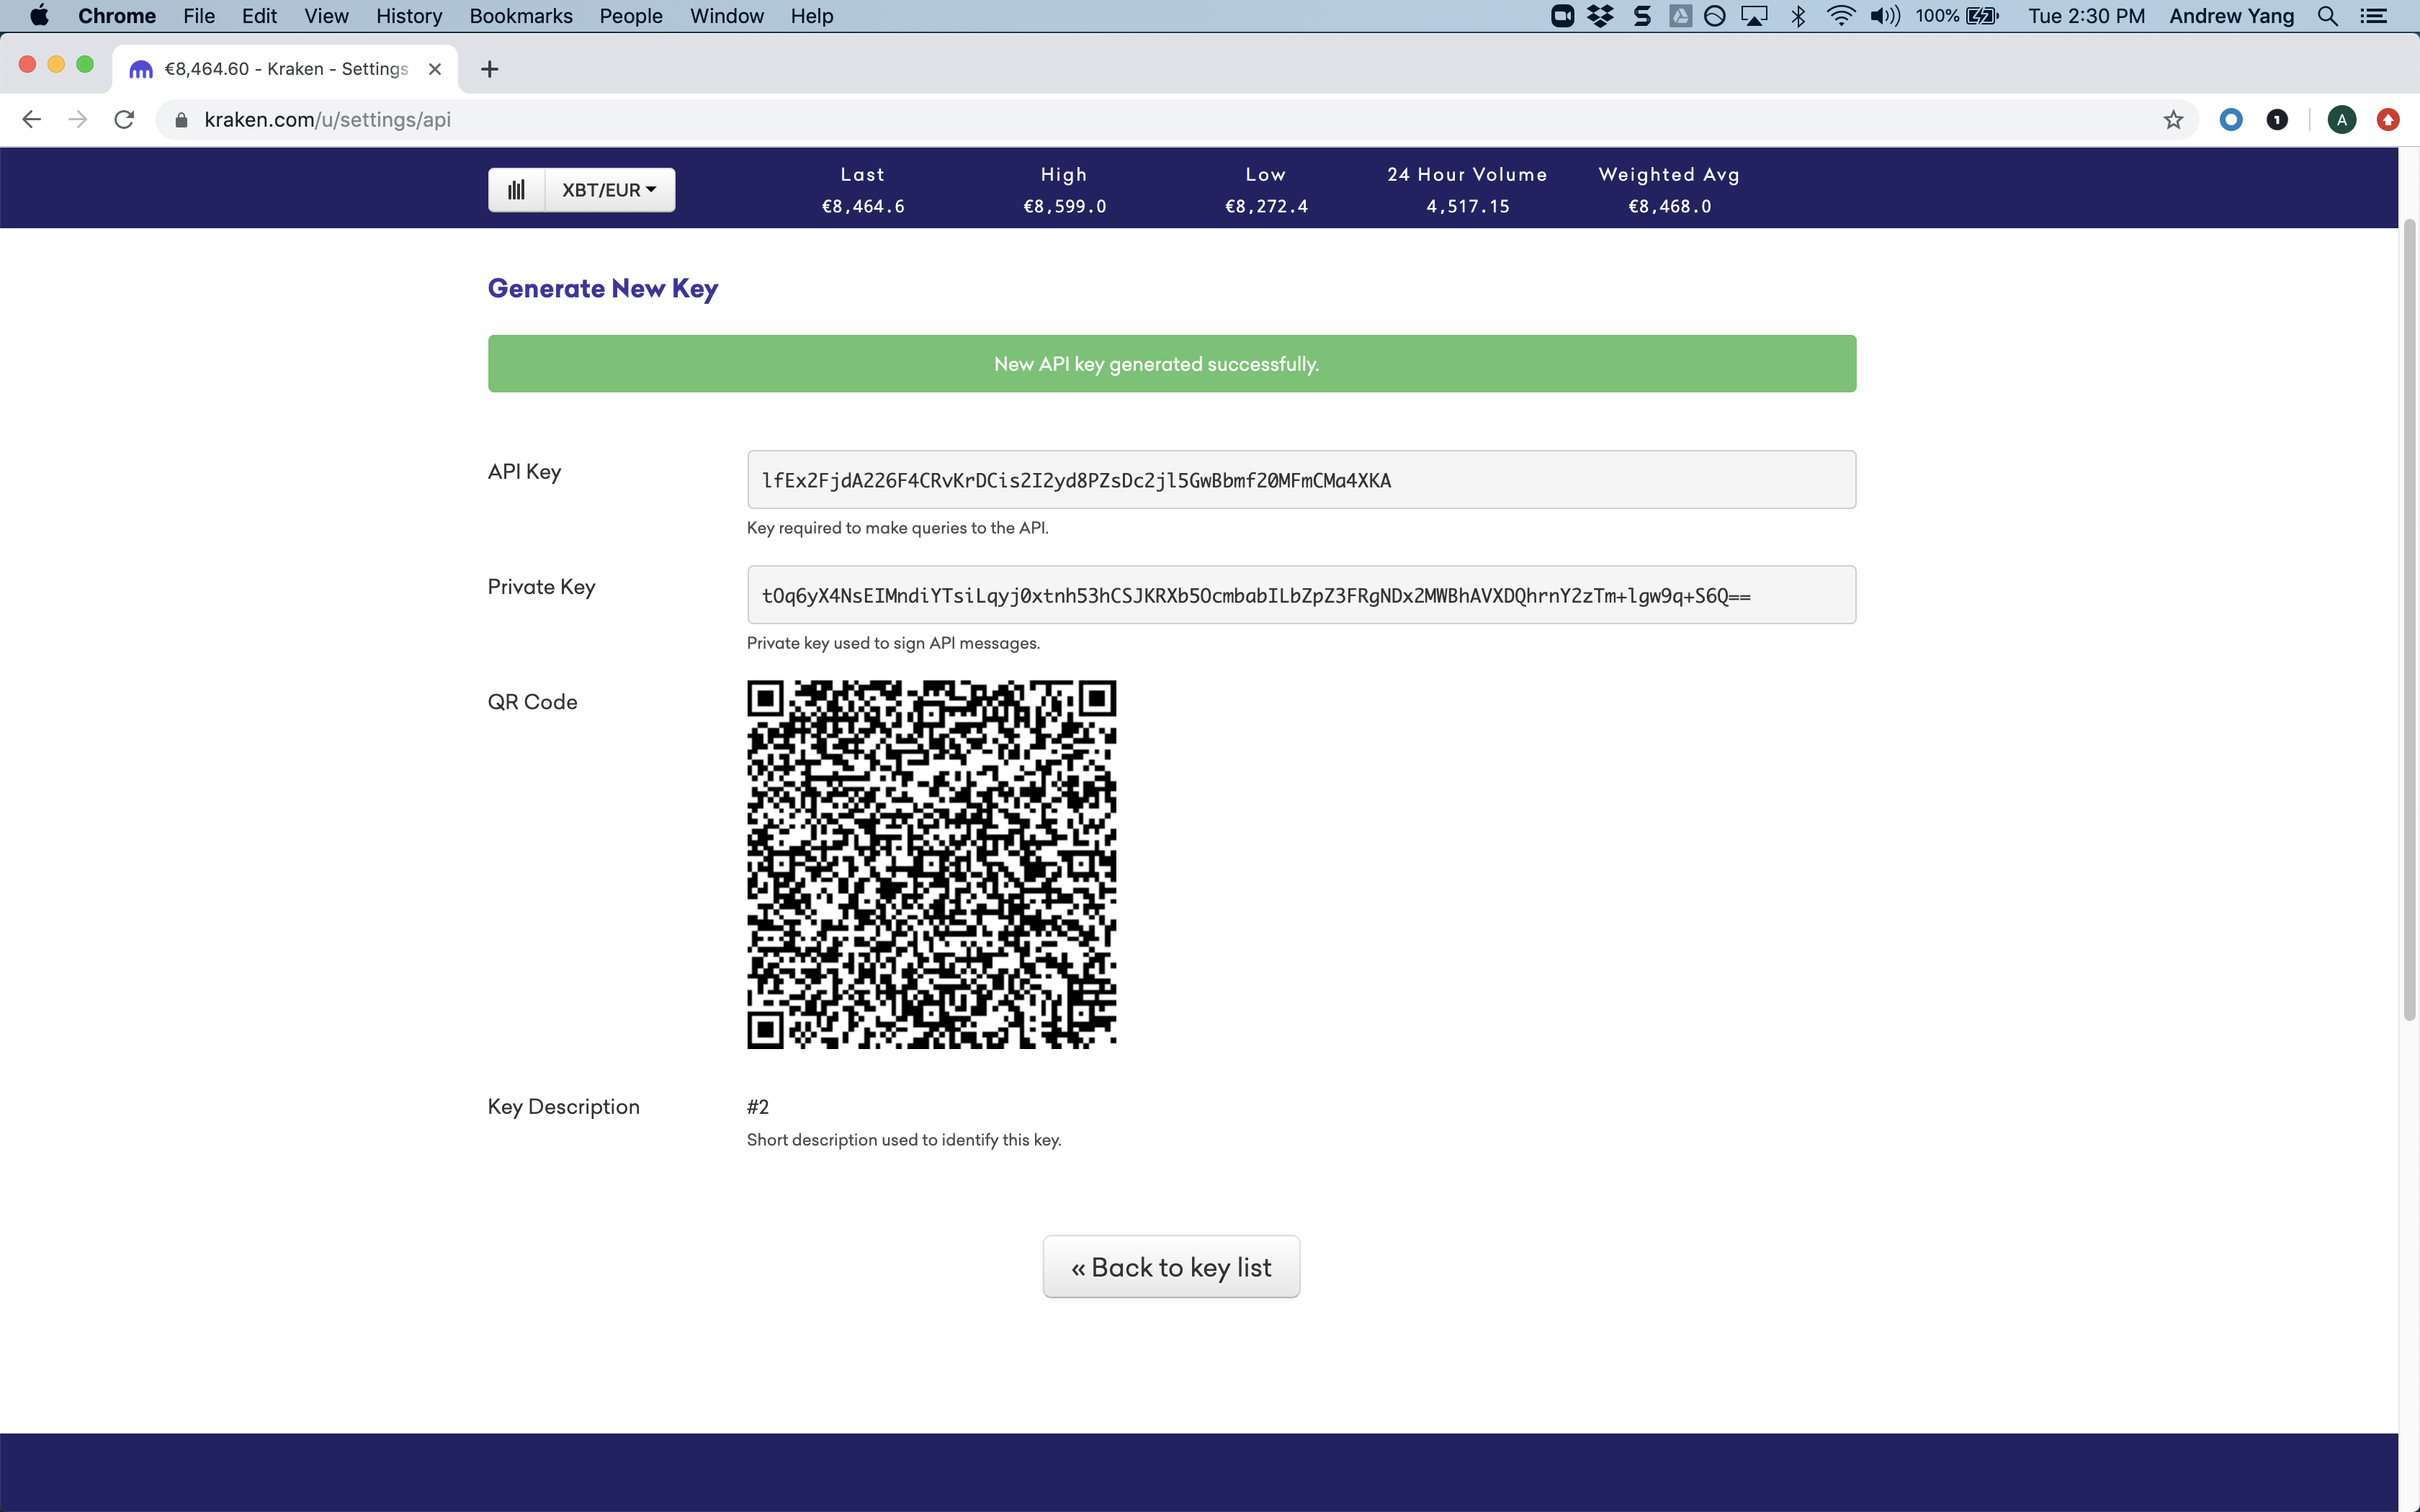 Chrome File Edit View History Bookmarks People Window Help 100% Tue 2:30 PM Andrew Yang
€8,464.60 - Kraken - Settings
kraken.com/u/settings/api
A
XBT/EUR
Last High Low 24 Hour Volume Weighted Avg
€8,464.6 €8,599.0 €8,272.4 4,517.15 €8,468.0
Generate New Key
New API key generated successfully.
API Key lfEx2FjdA226F4CRvKrDCis2I2yd8PZsDc2jl5GwBbmf20MFmCMa4XKA
Key required to make queries to the API.
Private Key tOq6yX4NsEIMndiYTsiLqyj0xtnh53hCSJKRXb5OcmbabILbZpZ3FRgNDx2MWBhAVXDQhrnY2zTm+lgw9q+S6Q==
Private key used to sign API messages.
QR Code
Key Description #2
Short description used to identify this key.
« Back to key list